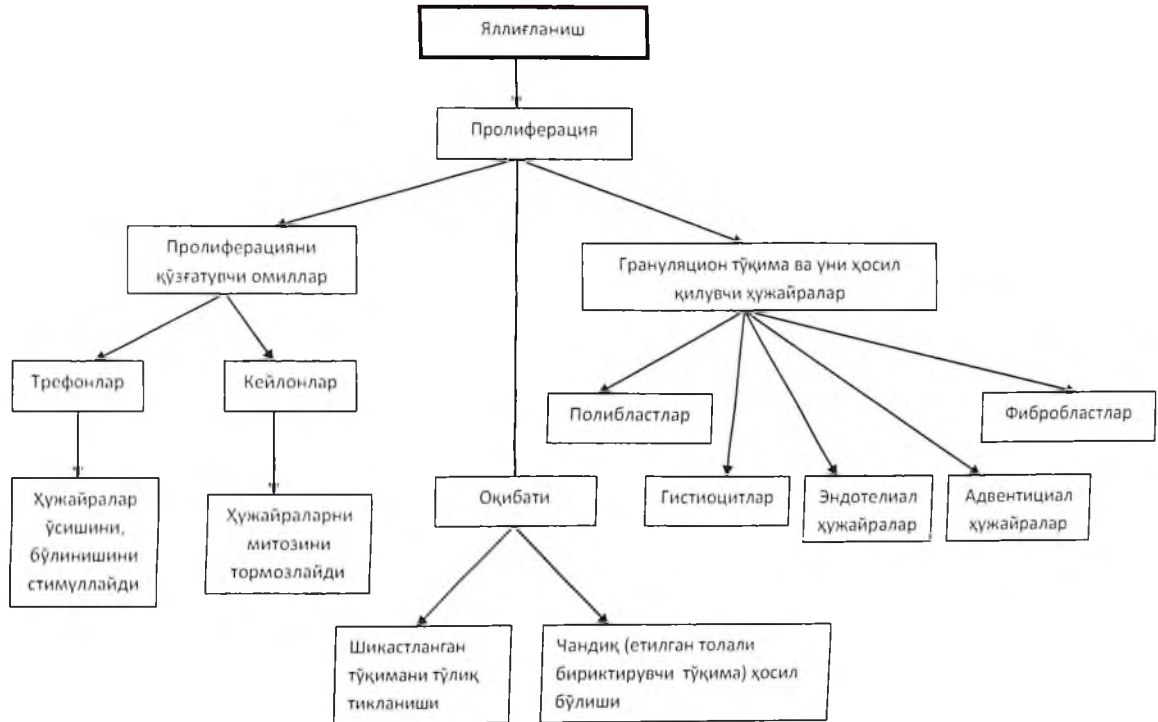 Яллиғланиш
Пролиферация
Пролиферацияни
қўзғатувчи омиллар
Грануляцион тўқима ва уни ҳосил
қилувчи ҳужайралар
Трефонлар
Кейлонлар
Полибластлар
Фибробластлар
Ҳужайралар
ўсишини,
бўлинишини
стимуллайди
Ҳужайраларни
митозини
тормозлайди
Оқибати
Гистиоцитлар
Эндотелиал
ҳужайралар
Адвентициал
ҳужайралар
Шикастланган
тўқимани тўлиқ
тикланиши
Чандиқ (етилган толали
бириктирувчи тўқима) ҳосил
бўлиши